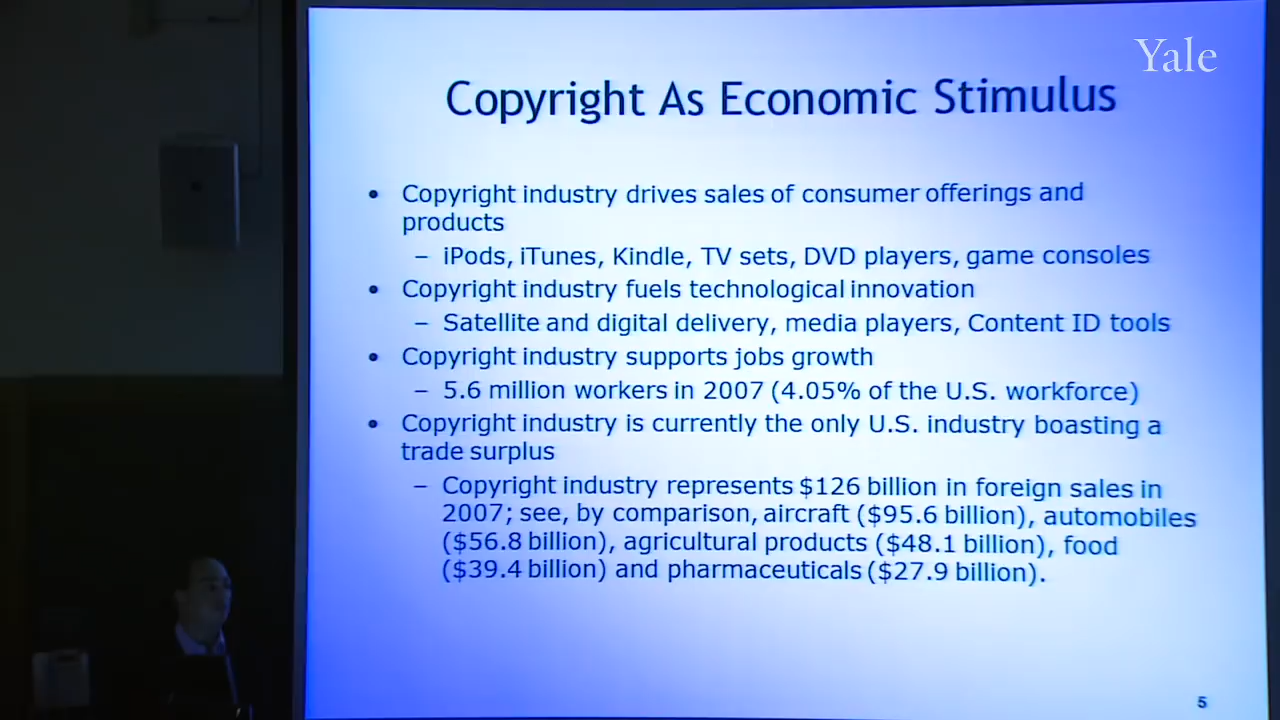 Yale
Copyright As Economic Stimulus
• Copyright industry drives sales of consumer offerings and
products
– iPods, iTunes, Kindle, TV sets, DVD players, game consoles
• Copyright industry fuels technological innovation
– Satellite and digital delivery, media players, Content ID tools
• Copyright industry supports jobs growth
– 5.6 million workers in 2007 (4.05% of the U.S. workforce)
• Copyright industry is currently the only U.S. industry boasting a
trade surplus
– Copyright industry represents $126 billion in foreign sales in
2007; see, by comparison, aircraft ($95.6 billion), automobiles
($56.8 billion), agricultural products ($48.1 billion), food
($39.4 billion) and pharmaceuticals ($27.9 billion).
5